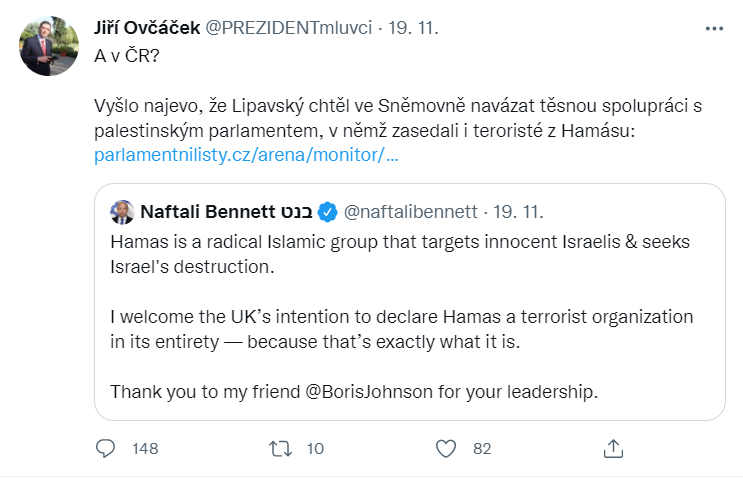 Jiří Ovčáček @PREZIDENTmluvci · 19. 11.
A v ČR?
Vyšlo najevo, že Lipavský chtěl ve Sněmovně navázat těsnou spolupráci s
palestinským parlamentem, v němž zasedali i teroristé z Hamásu:
parlamentnilisty.cz/arena/monitor/...
Naftali Bennett בנט @naftalibennett · 19. 11.
Hamas is a radical Islamic group that targets innocent Israelis & seeks
Israel's destruction.
I welcome the UK’s intention to declare Hamas a terrorist organization
in its entirety — because that’s exactly what it is.
Thank you to my friend @BorisJohnson for your leadership.
148 10 82